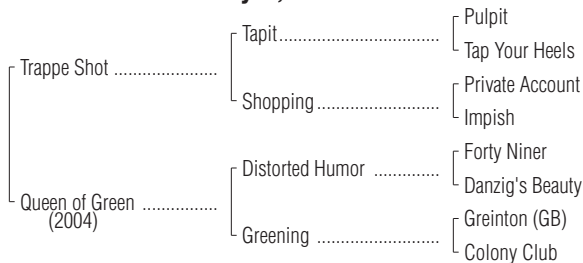 Pulpit
Tapit
Tap Your Heels
Trappe Shot
Private Account
Shopping
Impish
Forty Niner
Distorted Humor
Danzig's Beauty
Queen of Green
(2004)
Greinton (GB)
Greening
Colony Club